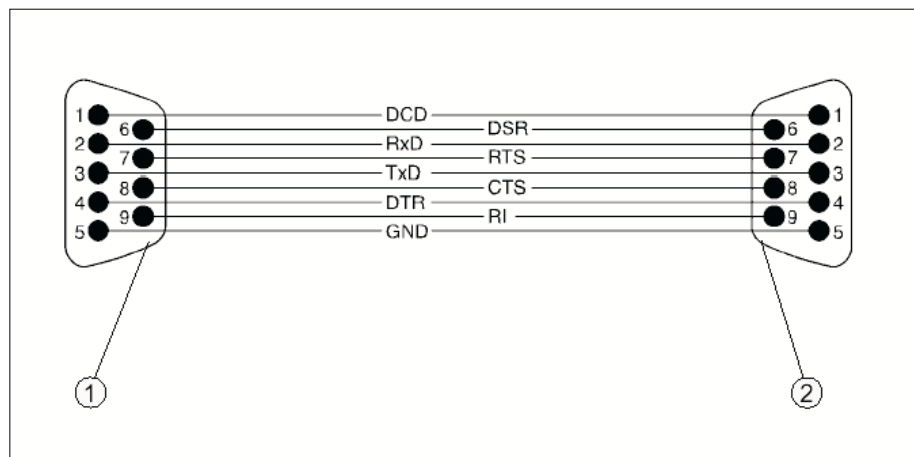 1 DCD 1
6 DSR 6
2 RxD 2
7 RTS 7
3 TxD 3
8 CTS 8
4 DTR 4
9 RI 9
5 GND 5
1 2